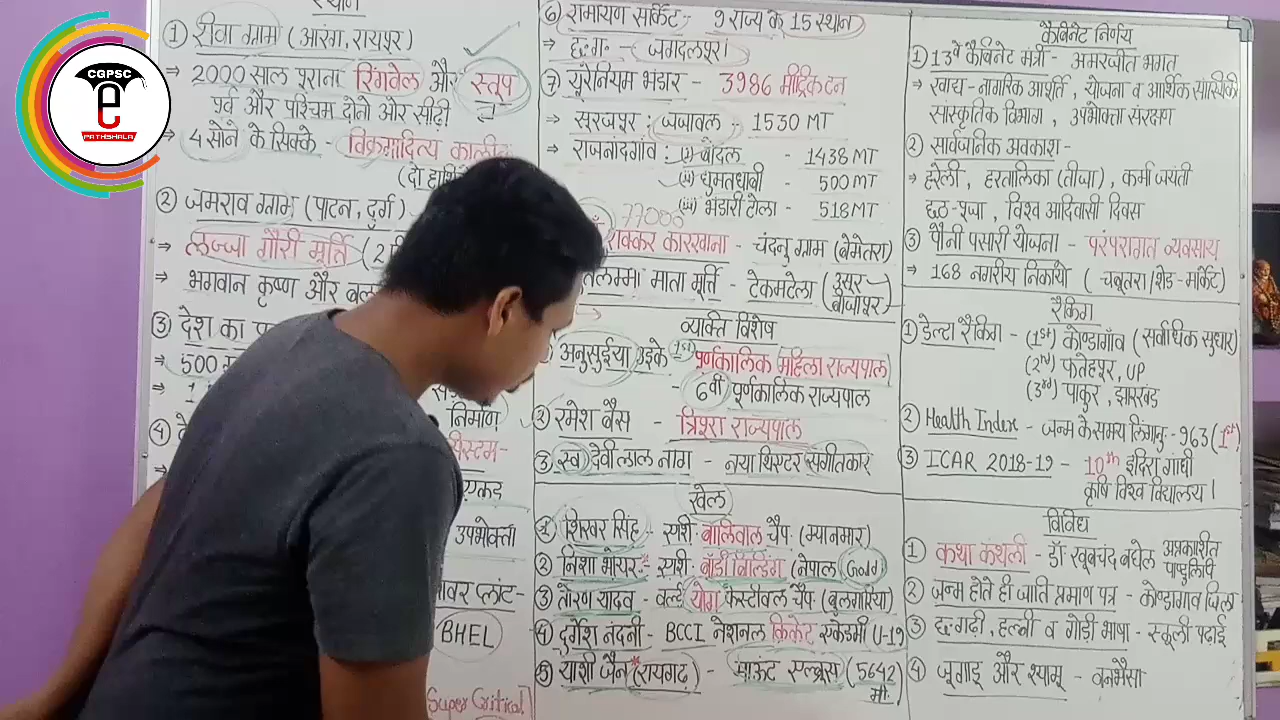 CGPSC
e
PATHSHALA
स्थान
① रीवा ग्राम (आरंग, रायपुर)
⇒ 2000 साल पुराना रिंगवेल और स्तूप
पूर्व और पश्चिम दोनो और सीढ़ी
⇒ 4 सोने के सिक्के - विक्रमादित्य कालीन
② जमराव ग्राम (पाटन, दुर्ग)
⇒ लज्जा गौरी मूर्ति (2
⇒ भगवान कृष्ण और
③ देश का
⇒ 500
निर्माण
④
सिस्टम-
एकड
उपभोक्ता
पावर प्लांट-
BHEL
Super Critical]
⑥ रामायण सर्किट:- 9 राज्य के 15 स्थान
⇒ छ.ग. - (जगदलपुर)
⑦ यूरेनियम भंडार - 3986 मीट्रिक टन
⇒ सूरजपुर : जजावल :- 1530 MT
⇒ राजनांदगांव : (i) बोदल - 1438 MT
(ii) घुमतधावी - 500 MT
(iii) भंडारी टोला - 518 MT
77000
शक्कर कारखाना - चंदनु ग्राम (बेमेतरा)
माता मूर्त्ति - टेकमटेला (उसूर -
बीजापुर)
व्यक्ति विशेष
अनुसुईया उइके 1st पूर्णकालिक महिला राज्यपाल
- 6वी पूर्णकालिक राज्यपाल
② रमेश बैस - त्रिपुरा राज्यपाल
③ स्व. देवीलाल नाग - नया थिएटर संगीतकार
खेल
① शिखर सिंह - एशी. बालिवाल चैंप. (म्यानमार)
② निशा भोयर - एशी. बॉडी बिल्डिंग (नेपाल Gold)
③ तोरण यादव - वर्ल्ड योग फेस्टीवल चैंप. (बुलगारिया)
④ दुर्गेश नंदनी - BCCI नेशनल क्रिकेट एकेडमी (U-19)
⑤ याशी जैन* (रायगढ़) - माऊंट एल्ब्रूस (5642
मी.)
कैबिनेट निर्णय
① 13वे कैबिनेट मंत्री - अमरजीत भगत
⇒ खाद्य-नागरिक आपूर्ति, योजना व आर्थिक सांख्यिकी
सांस्कृतिक विभाग, उपभोक्ता संरक्षण
② सार्वजनिक अवकाश -
⇒ हरेली, हरतालिका (तीजा), कर्मा जयंती
छठ-पूजा, विश्व आदिवासी दिवस
③ पौनी पसारी योजना - परंपरागत व्यवसाय
⇒ 168 नगरीय निकायो (चबूतरा/शेड-मार्केट)
रैंकिग
① डेल्टा रैंकिग - (1st) कोण्डागाँव (सर्वाधिक सुधार)
(2nd) फतेहपुर, UP
(3rd) पाकुर, झारखंड
② Health Index - जन्म के समय लिंगानु.- 963 (1st)
③ ICAR 2018-19 - 10th इंदिरा गांधी
कृषि विश्व विद्यालय।
विविध
① कथा कंथली - डॉ खूबचंद बघेल अप्रकाशित
पाण्डुलिपि
② जन्म होते ही जाति प्रमाण पत्र - कोण्डागाव जिला
③ छ.गढ़ी, हल्बी व गोंड़ी भाषा - स्कूली पढ़ाई
④ जुगाड़ू और श्यामू - वनभैंसा